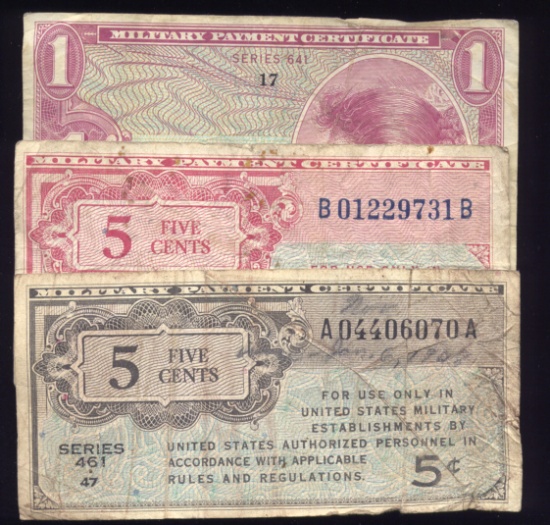 MILITARY PAYMENT CERTIFICATE
1 1
SERIES 641
17
MILITARY PAYMENT CERTIFICATE
B01229731B
5 FIVE CENTS
MILITARY PAYMENT CERTIFICATE
A04406070A
5 FIVE CENTS
FOR USE ONLY IN
UNITED STATES MILITARY
ESTABLISHMENTS BY
UNITED STATES AUTHORIZED PERSONNEL IN
ACCORDANCE WITH APPLICABLE
RULES AND REGULATIONS.
SERIES
461
47
5¢